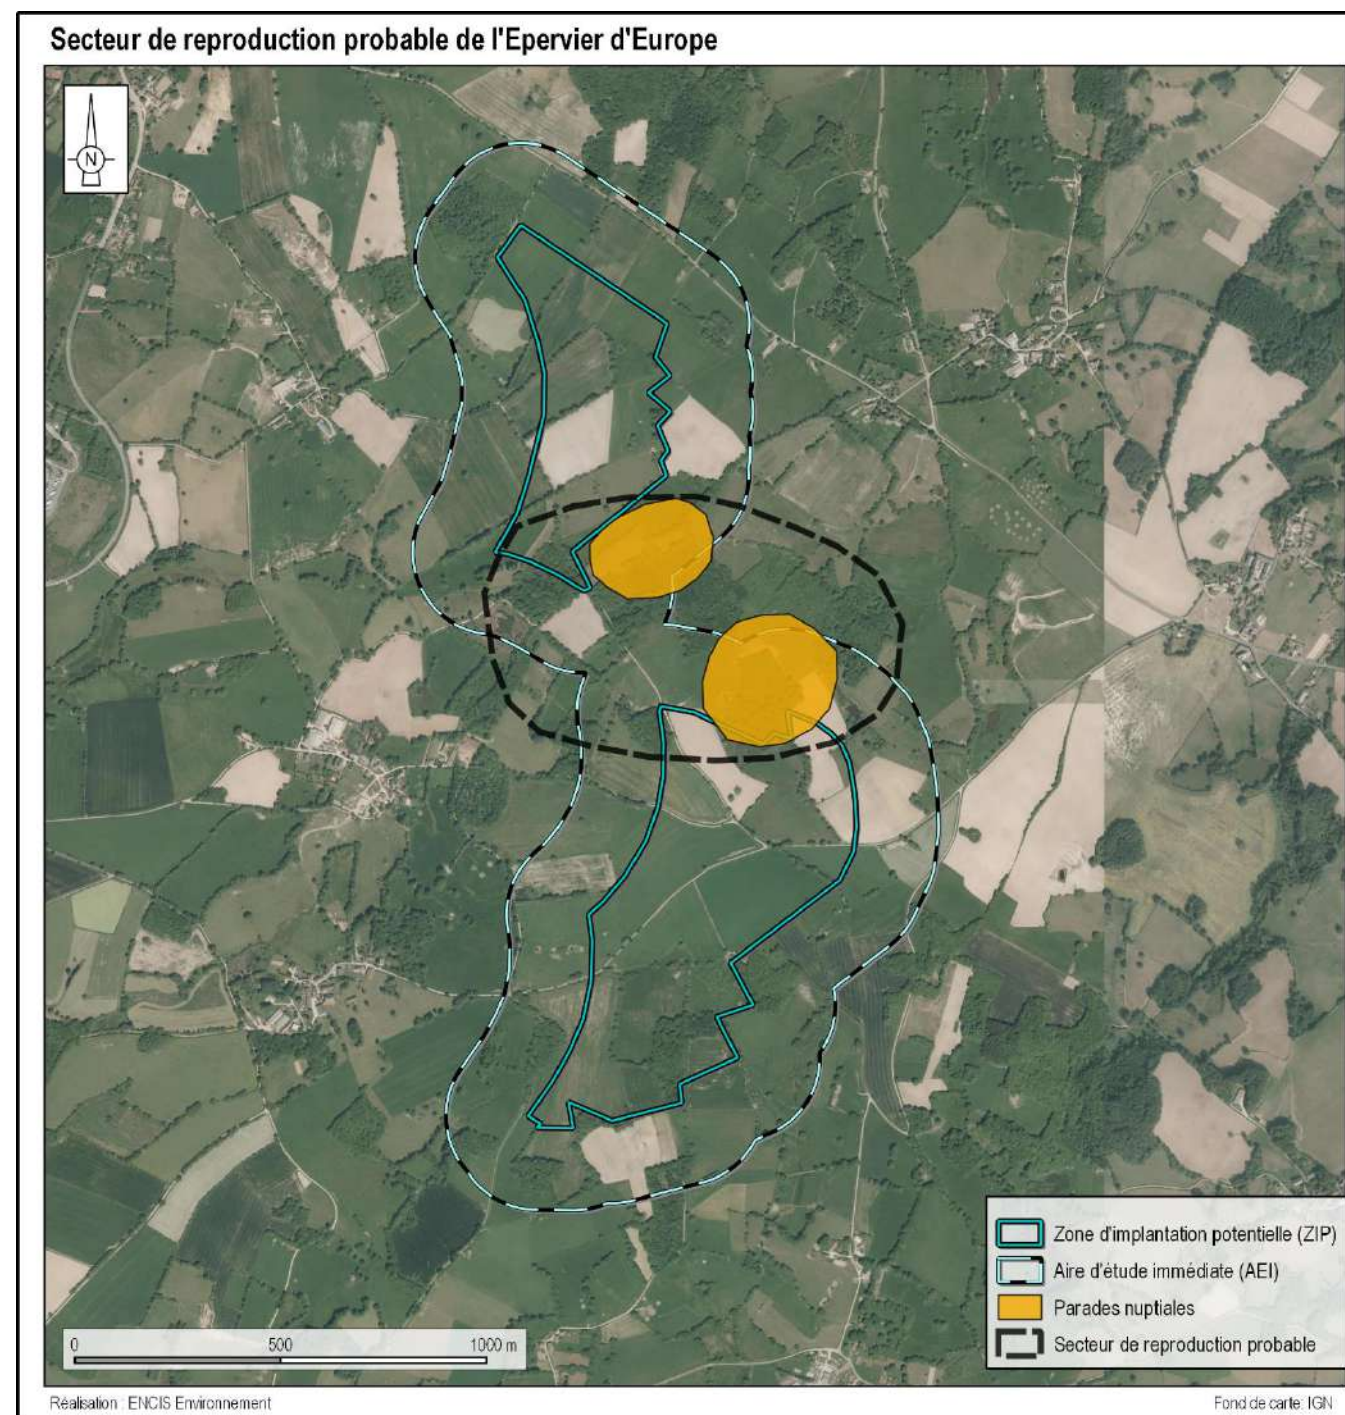 Secteur de reproduction probable de l'Epervier d'Europe
N
Zone d'implantation potentielle (ZIP)
Aire d'étude immédiate (AEI)
Parades nuptiales
Secteur de reproduction probable
0 500 1000 m
Réalisation : ENCIS Environnement
Fond de carte: IGN